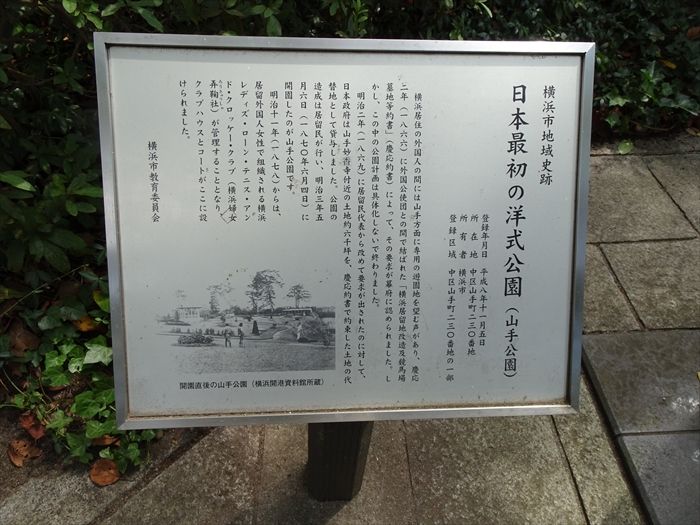 横浜市地域史跡
日本最初の洋式公園（山手公園）
登録年月日　平成八年十一月五日
所在地　中区山手町二三〇番地
所有者　横浜市
登録区域　中区山手町二三〇番地の一部
横浜居住の外国人の間には山手方面に専用の遊園地を望む声があり、慶応
二年（一八六六）に外国公使団との間で結ばれた「横浜居留地改造及競馬場
墓地等約書」（慶応約書）によって、その要求が幕府に認められました。し
かし、この中の公園計画は具体化しないで終わりました。
明治二年（一八六九）に居留民代表から改めて要求が出されたのに対して、
日本政府は山手妙香寺付近の土地約六千坪を、慶応約書で約束した土地の代
替地として貸与しました。公園の
造成は居留民が行い、明治三年五
月六日（一八七〇年六月四日）に
開園したのが山手公園です。
明治十一年（一八七八）からは、
居留外国人女性で組織される横浜
レディズ・ローン・テニス・アン
ド・クロッケー・クラブ（横浜婦女
弄鞠社）が管理することとなり、
クラブハウスとコートがここに設
けられました。
横浜市教育委員会
開園直後の山手公園（横浜開港資料館所蔵）